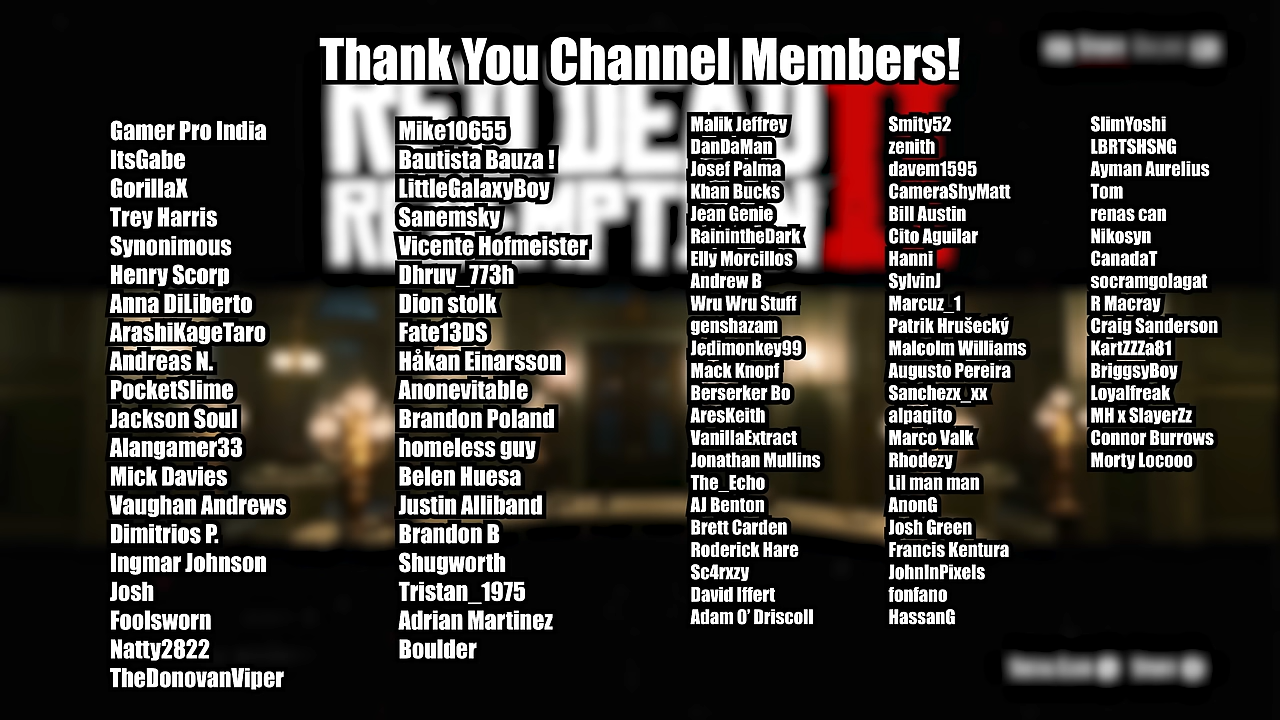 Thank You Channel Members!
RED DEAD
REDEMPTION II
Gamer Pro India
ItsGabe
GorillaX
Trey Harris
Synonimous
Henry Scorp
Anna DiLiberto
ArashiKageTaro
Andreas N.
PocketSlime
Jackson Soul
Alangamer33
Mick Davies
Vaughan Andrews
Dimitrios P.
Ingmar Johnson
Josh
Foolsworn
Natty2822
TheDonovanViper
Mike10655
Bautista Bauza !
LittleGalaxyBoy
Sanemsky
Vicente Hofmeister
Dhruv_773h
Dion stolk
Fate13DS
Håkan Einarsson
Anonevitable
Brandon Poland
homeless guy
Belen Huesa
Justin Alliband
Brandon B
Shugworth
Tristan_1975
Adrian Martinez
Boulder
Malik Jeffrey
DanDaMan
Josef Palma
Khan Bucks
Jean Genie
RainintheDark
Elly Morcillos
Andrew B
Wru Wru Stuff
genshazam
Jedimonkey99
Mack Knopf
Berserker Bo
AresKeith
VanillaExtract
Jonathan Mullins
The_Echo
AJ Benton
Brett Carden
Roderick Hare
Sc4rxzy
David Iffert
Adam O' Driscoll
Smity52
zenith
davem1595
CameraShyMatt
Bill Austin
Cito Aguilar
Hanni
SylvinJ
Marcuz_1
Patrik Hrušecký
Malcolm Williams
Augusto Pereira
Sanchezx_xx
alpaqito
Marco Valk
Rhodezy
Lil man man
AnonG
Josh Green
Francis Kentura
JohnInPixels
fonfano
HassanG
SlimYoshi
LBRTSHSNG
Ayman Aurelius
Tom
renas can
Nikosyn
CanadaT
socramgolagat
R Macray
Craig Sanderson
KartZZZa81
BriggsyBoy
Loyalfreak
MH x SlayerZz
Connor Burrows
Morty Locooo